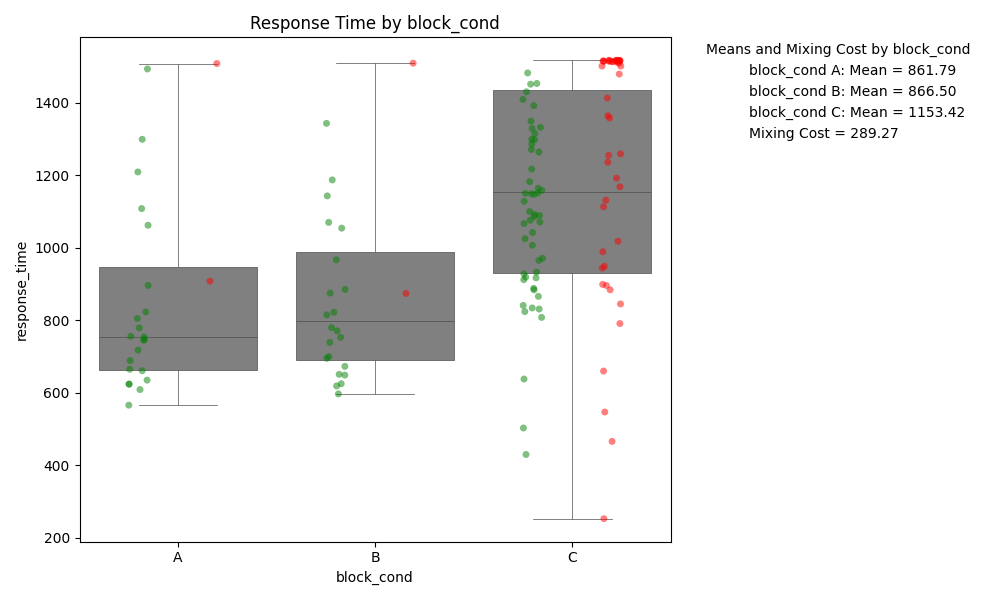 Response Time by block_cond
Means and Mixing Cost by block_cond
block_cond A: Mean = 861.79
block_cond B: Mean = 866.50
block_cond C: Mean = 1153.42
Mixing Cost = 289.27
response_time
1400
1200
1000
800
600
400
200
A
B
C
block_cond